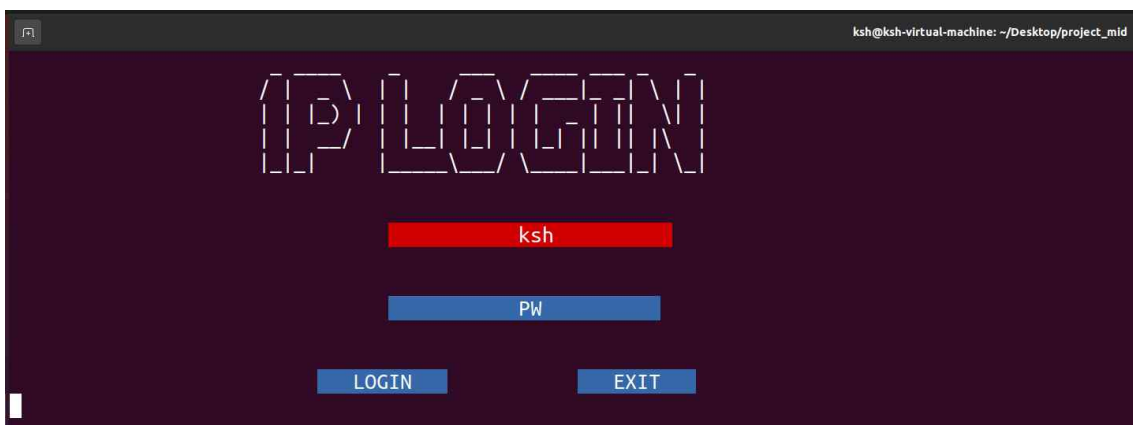 ksh@ksh-virtual-machine: ~/Desktop/project_mid
IP LOGIN
ksh
PW
LOGIN EXIT